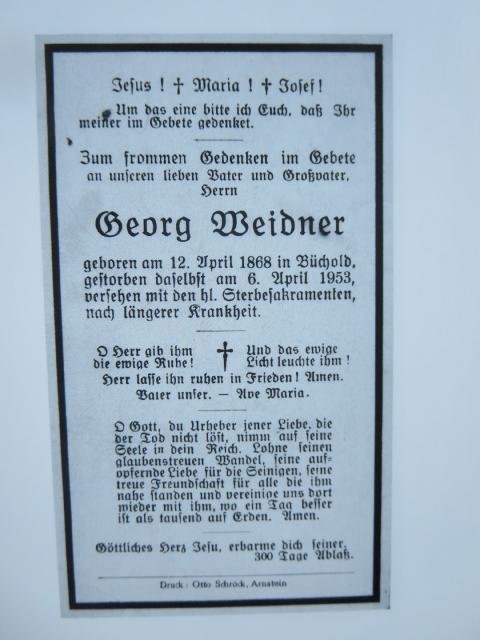 Jesus ! † Maria ! † Josef!
Um das eine bitte ich Euch, daß Ihr
meiner im Gebete gedenket.
Zum frommen Gedenken im Gebete
an unseren lieben Vater und Großvater,
Herrn
Georg Weidner
geboren am 12. April 1868 in Büchold,
gestorben daselbst am 6. April 1953,
versehen mit den hl. Sterbesakramenten,
nach längerer Krankheit.
O Herr gib ihm † Und das ewige
die ewige Ruhe! Licht leuchte ihm !
Herr lasse ihn ruhen in Frieden! Amen.
Vater unser. — Ave Maria.
O Gott, du Urheber jener Liebe, die
der Tod nicht löst, nimm auf seine
Seele in dein Reich. Lohne seinen
glaubenstreuen Wandel, seine auf-
opfernde Liebe für die Seinigen, seine
treue Freundschaft für alle die ihm
nahe standen und vereinige uns dort
wieder mit ihm, wo ein Tag besser
ist als tausend auf Erden. Amen.
Göttliches Herz Jesu, erbarme dich seiner.
300 Tage Ablaß.
Druck: Otto Schröck, Arnstein